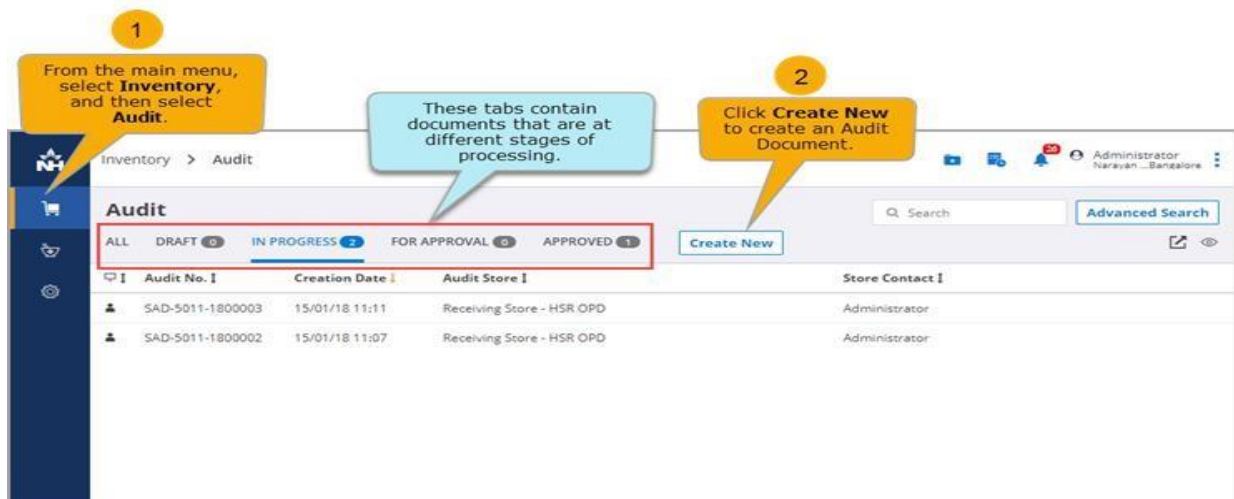 1
From the main menu,
select Inventory,
and then select
Audit.
These tabs contain
documents that are at
different stages of
processing.
2
Click Create New
to create an Audit
Document.
NH
Inventory > Audit
26
Administrator
Narayan ...Bangalore
Audit
Search
Advanced Search
ALL DRAFT 0 IN PROGRESS 2 FOR APPROVAL 0 APPROVED 1 Create New
Audit No. Creation Date Audit Store Store Contact
SAD-5011-1800003 15/01/18 11:11 Receiving Store - HSR OPD Administrator
SAD-5011-1800002 15/01/18 11:07 Receiving Store - HSR OPD Administrator